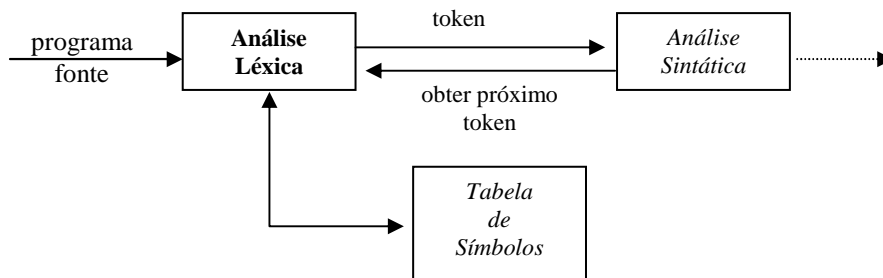 programa
fonte
Análise
Léxica
token
obter próximo
token
Análise
Sintática
Tabela
de
Símbolos